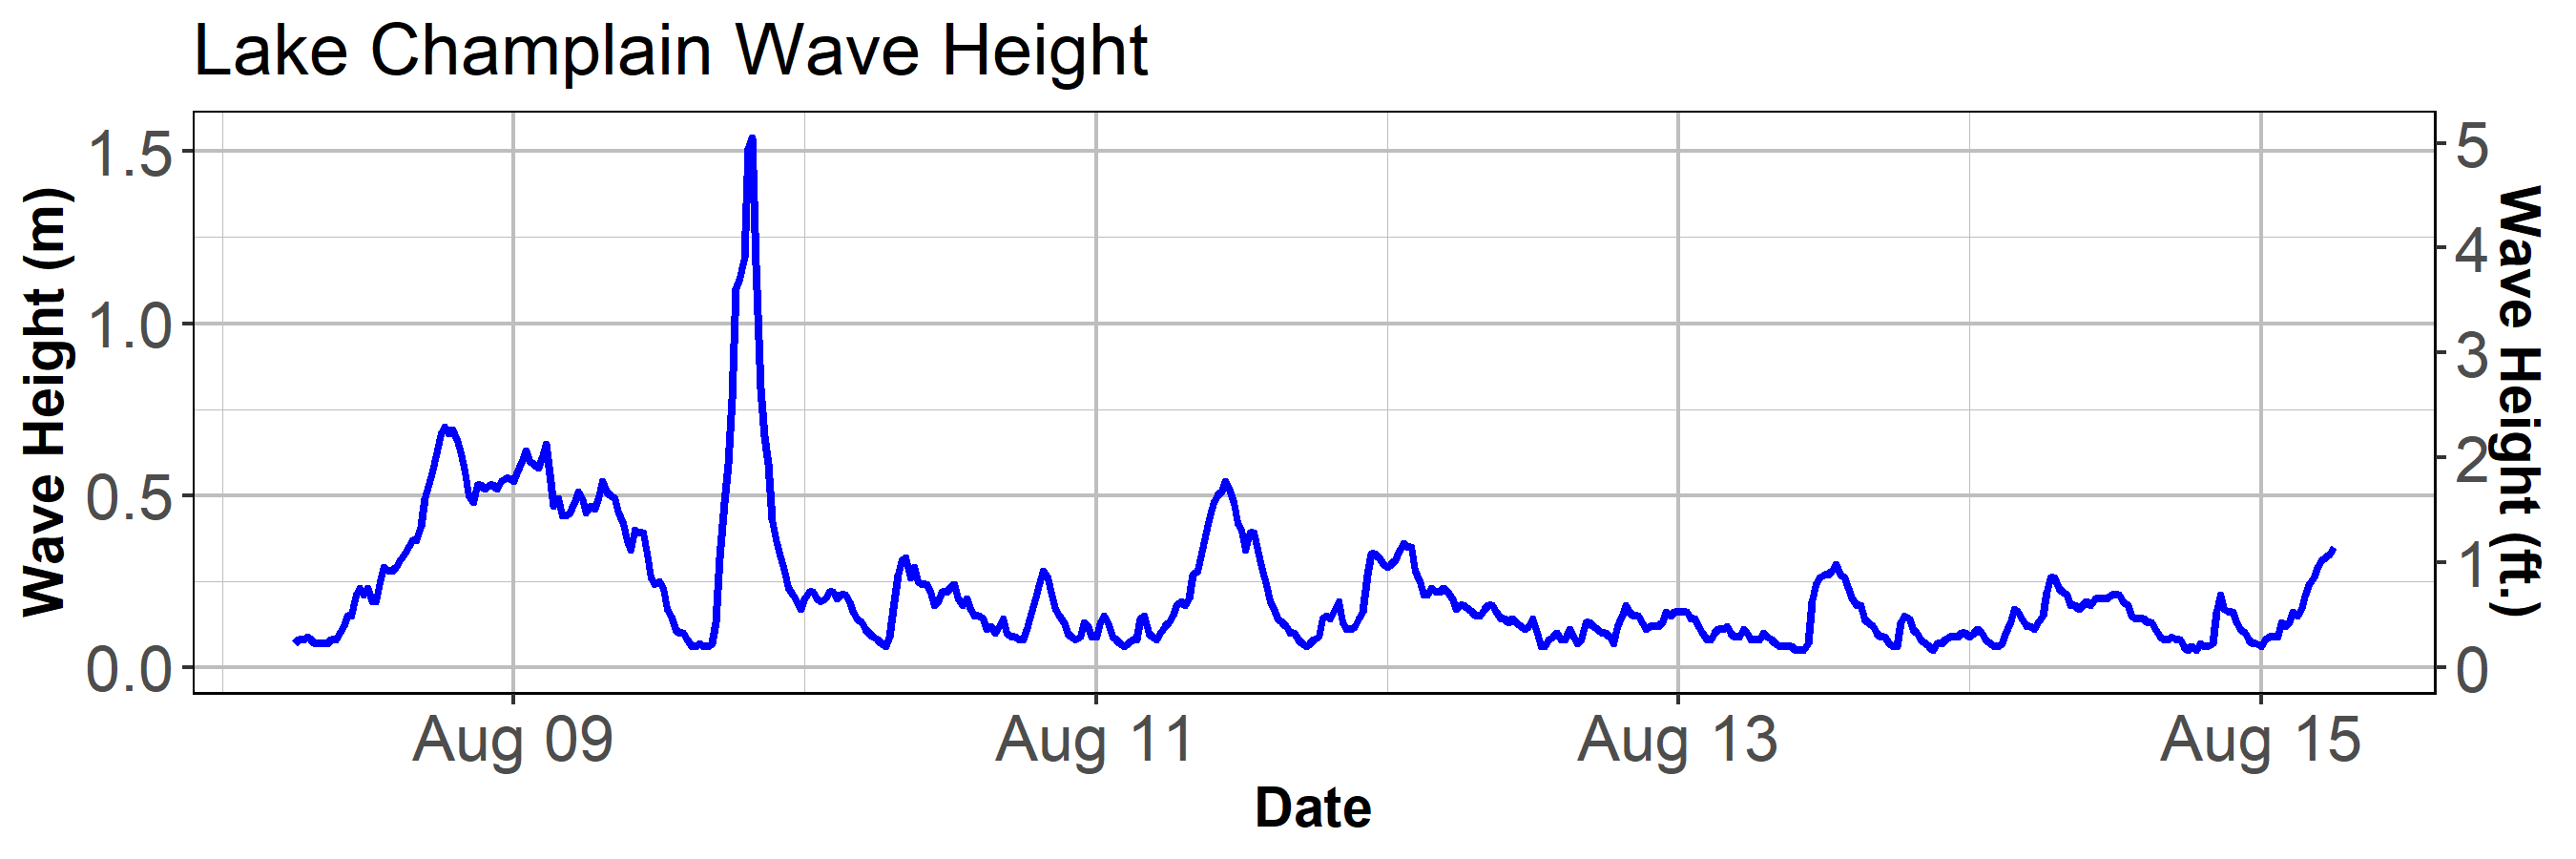 Lake Champlain Wave Height
Wave Height (m)
1.5
1.0
0.5
0.0
5
4
3
2
1
0
Wave Height (ft.)
Aug 09
Aug 11
Aug 13
Aug 15
Date